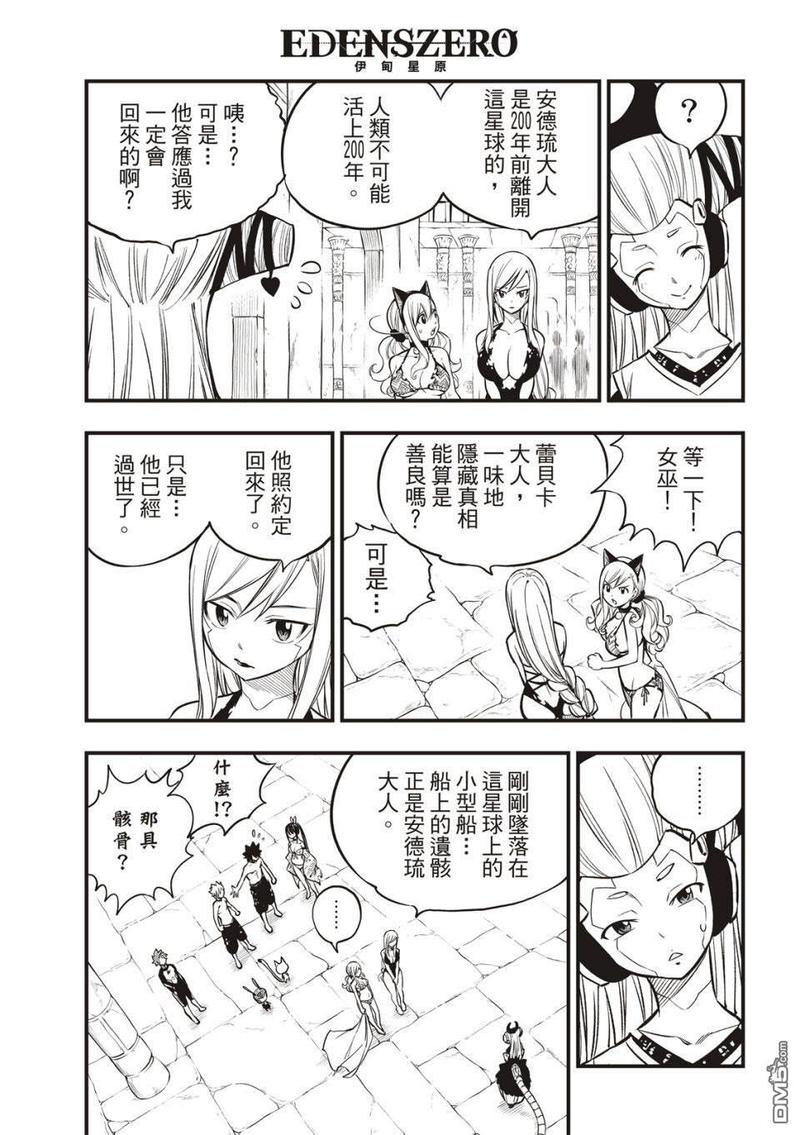 EDENSZERO
伊甸星原
？
安德琉大人
是200年前離開
這星球的，
人類不可能
活上200年。
咦…？
可是…
他答應過我
一定會
回來的啊？
等一下！
女巫！
蕾貝卡
大人，
一味地
隱藏真相
能算是
善良嗎？
可是…
他照約定
回來了。
只是…
他已經
過世了。
……
剛剛墜落在
這星球上的
小型船…
船上的遺骸
正是安德琉
大人。
……
什麼!?
那具
骸骨？
DM5.com